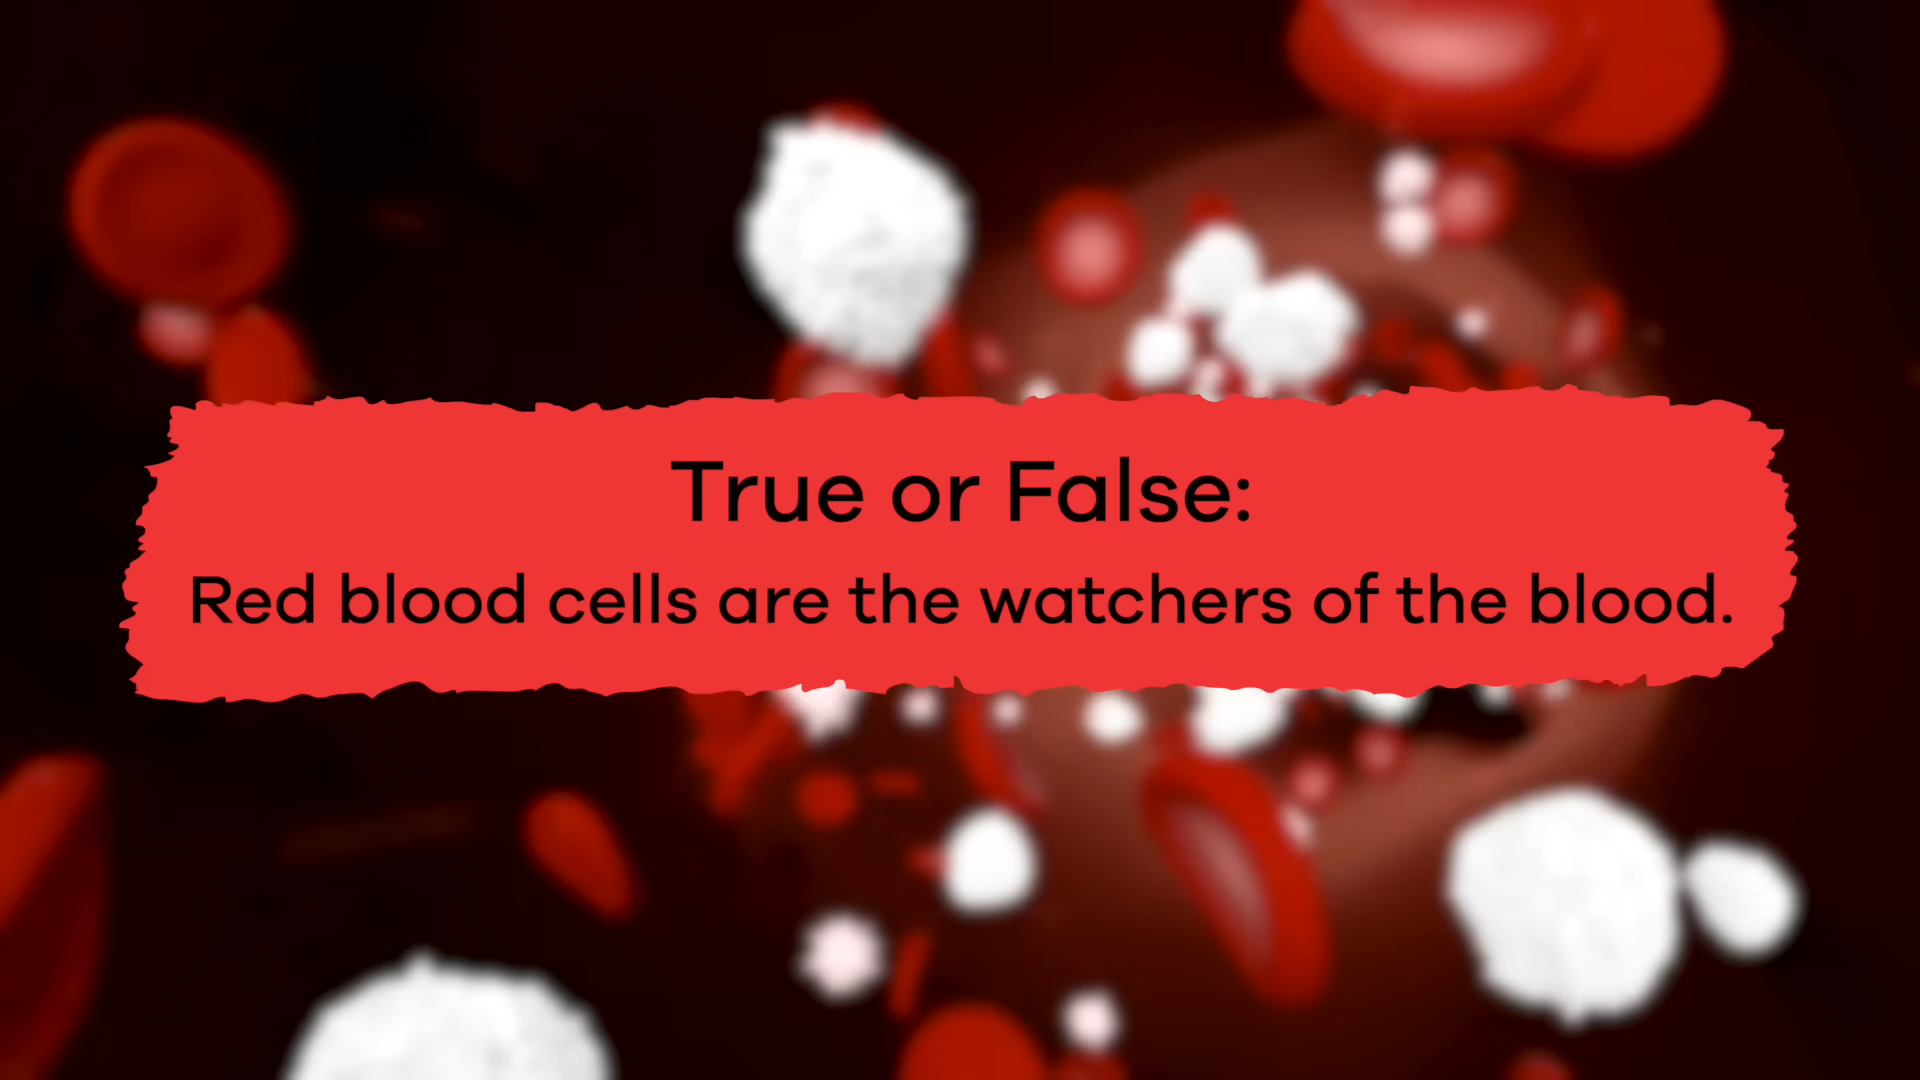 True or False:
Red blood cells are the watchers of the blood.